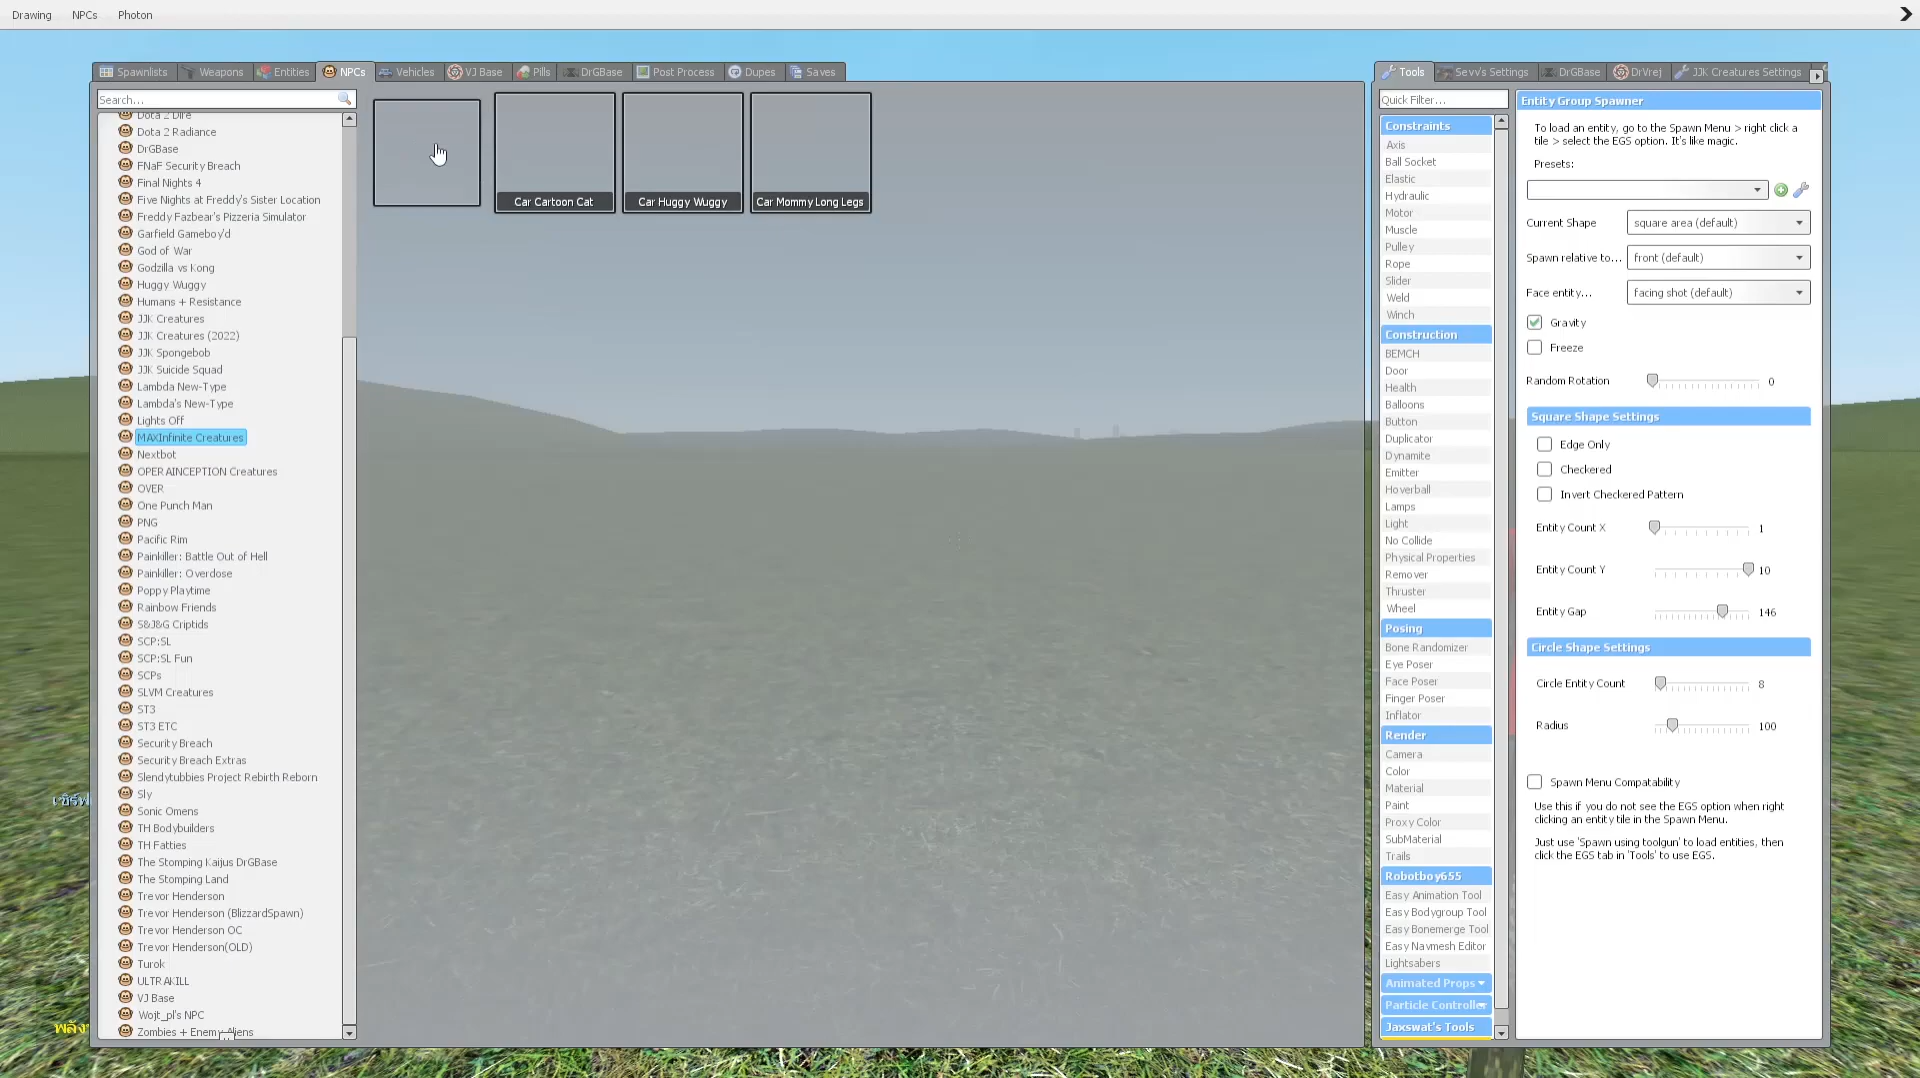 Drawing NPCs Photon
Spawnlists Weapons Entities NPCs Vehicles VJ Base Pills DrGBase Post Process Dupes Saves
Search...
Dota 2 Dire
Dota 2 Radiance
DrGBase
FNaF Security Breach
Final Nights 4
Five Nights at Freddy's Sister Location
Freddy Fazbear's Pizzeria Simulator
Garfield Gameboy'd
God of War
Godzilla vs Kong
Huggy Wuggy
Humans + Resistance
JJK Creatures
JJK Creatures (2022)
JJK Spongebob
JJK Suicide Squad
Lambda New-Type
Lambda's New-Type
Lights Off
MAXInfinite Creatures
Nextbot
OPERAINCEPTION Creatures
OVER
One Punch Man
PNG
Pacific Rim
Painkiller: Battle Out of Hell
Painkiller: Overdose
Poppy Playtime
Rainbow Friends
S&J&G Criptids
SCP:SL
SCP:SL Fun
SCPs
SLVM Creatures
ST3
ST3 ETC
Security Breach
Security Breach Extras
Slendytubbies Project Rebirth Reborn
Sly
Sonic Omens
TH Bodybuilders
TH Fatties
The Stomping Kaijus DrGBase
The Stomping Land
Trevor Henderson
Trevor Henderson (BlizzardSpawn)
Trevor Henderson OC
Trevor Henderson(OLD)
Turok
ULTRAKILL
VJ Base
Wojt_pl's NPC
Zombies + Enemy Aliens
Car Cartoon Cat
Car Huggy Wuggy
Car Mommy Long Legs
Tools Sevv's Settings DrGBase DrVrej JJK Creatures Settings
Quick Filter...
Constraints
Axis
Ball Socket
Elastic
Hydraulic
Motor
Muscle
Pulley
Rope
Slider
Weld
Winch
Construction
BEMCH
Door
Health
Balloons
Button
Duplicator
Dynamite
Emitter
Hoverball
Lamps
Light
No Collide
Physical Properties
Remover
Thruster
Wheel
Posing
Bone Randomizer
Eye Poser
Face Poser
Finger Poser
Inflator
Render
Camera
Color
Material
Paint
Proxy Color
SubMaterial
Trails
Robotboy655
Easy Animation Tool
Easy Bodygroup Tool
Easy Bonemerge Tool
Easy Navmesh Editor
Lightsabers
Animated Props
Particle Controller
Jaxswat's Tools
Entity Group Spawner
To load an entity, go to the Spawn Menu > right click a
tile > select the EGS option. It's like magic.
Presets:
Current Shape square area (default)
Spawn relative to... front (default)
Face entity... facing shot (default)
Gravity
Freeze
Random Rotation 0
Square Shape Settings
Edge Only
Checkered
Invert Checkered Pattern
Entity Count X 1
Entity Count Y 10
Entity Gap 146
Circle Shape Settings
Circle Entity Count 8
Radius 100
Spawn Menu Compatability
Use this if you do not see the EGS option when right
clicking an entity tile in the Spawn Menu.
Just use 'Spawn using toolgun' to load entities, then
click the EGS tab in 'Tools' to use EGS.